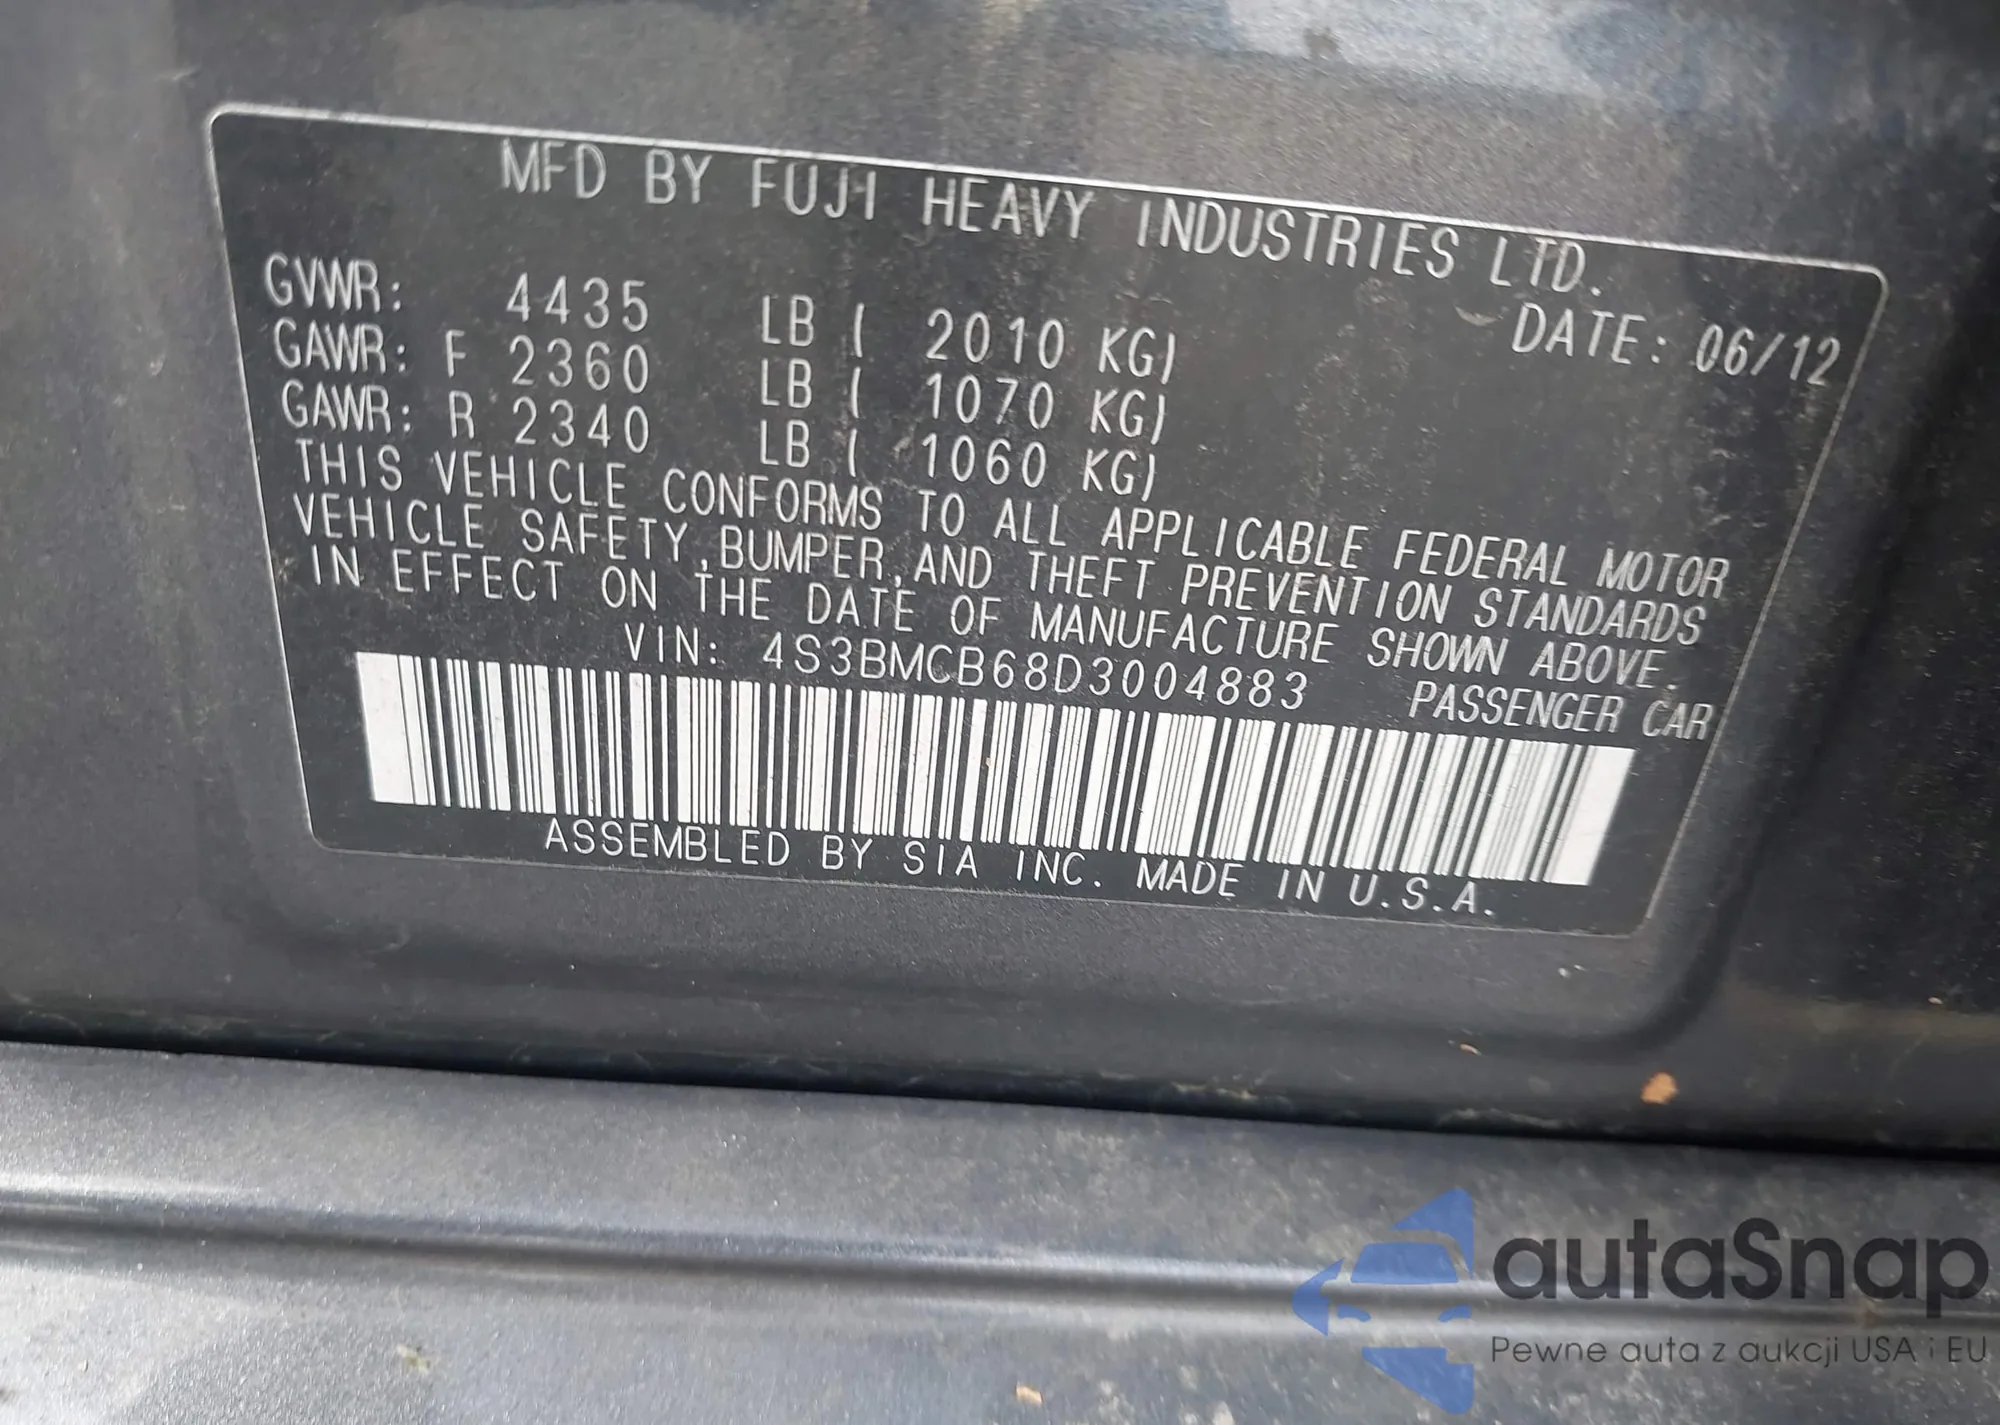 MFD BY FUJI HEAVY INDUSTRIES LTD.
GVWR: 4435 LB ( 2010 KG) DATE: 06/12
GAWR: F 2360 LB ( 1070 KG)
GAWR: R 2340 LB ( 1060 KG)
THIS VEHICLE CONFORMS TO ALL APPLICABLE FEDERAL MOTOR
VEHICLE SAFETY,BUMPER,AND THEFT PREVENTION STANDARDS
IN EFFECT ON THE DATE OF MANUFACTURE SHOWN ABOVE.
VIN: 4S3BMCB68D3004883 PASSENGER CAR
ASSEMBLED BY SIA INC. MADE IN U.S.A.
autaSnap
Pewne auta z aukcji USA i EU